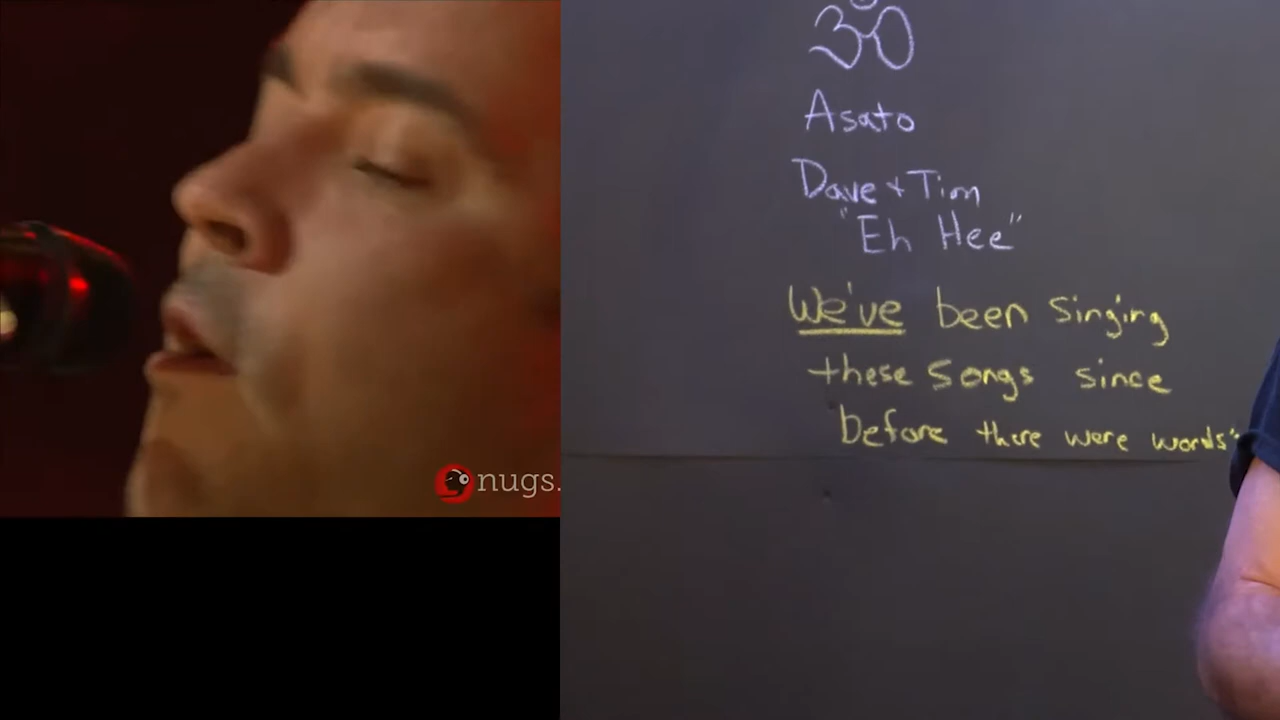 ॐ
Asato
Dave + Tim
"Eh Hee"
We've been singing
these songs since
before there were words"
nugs.